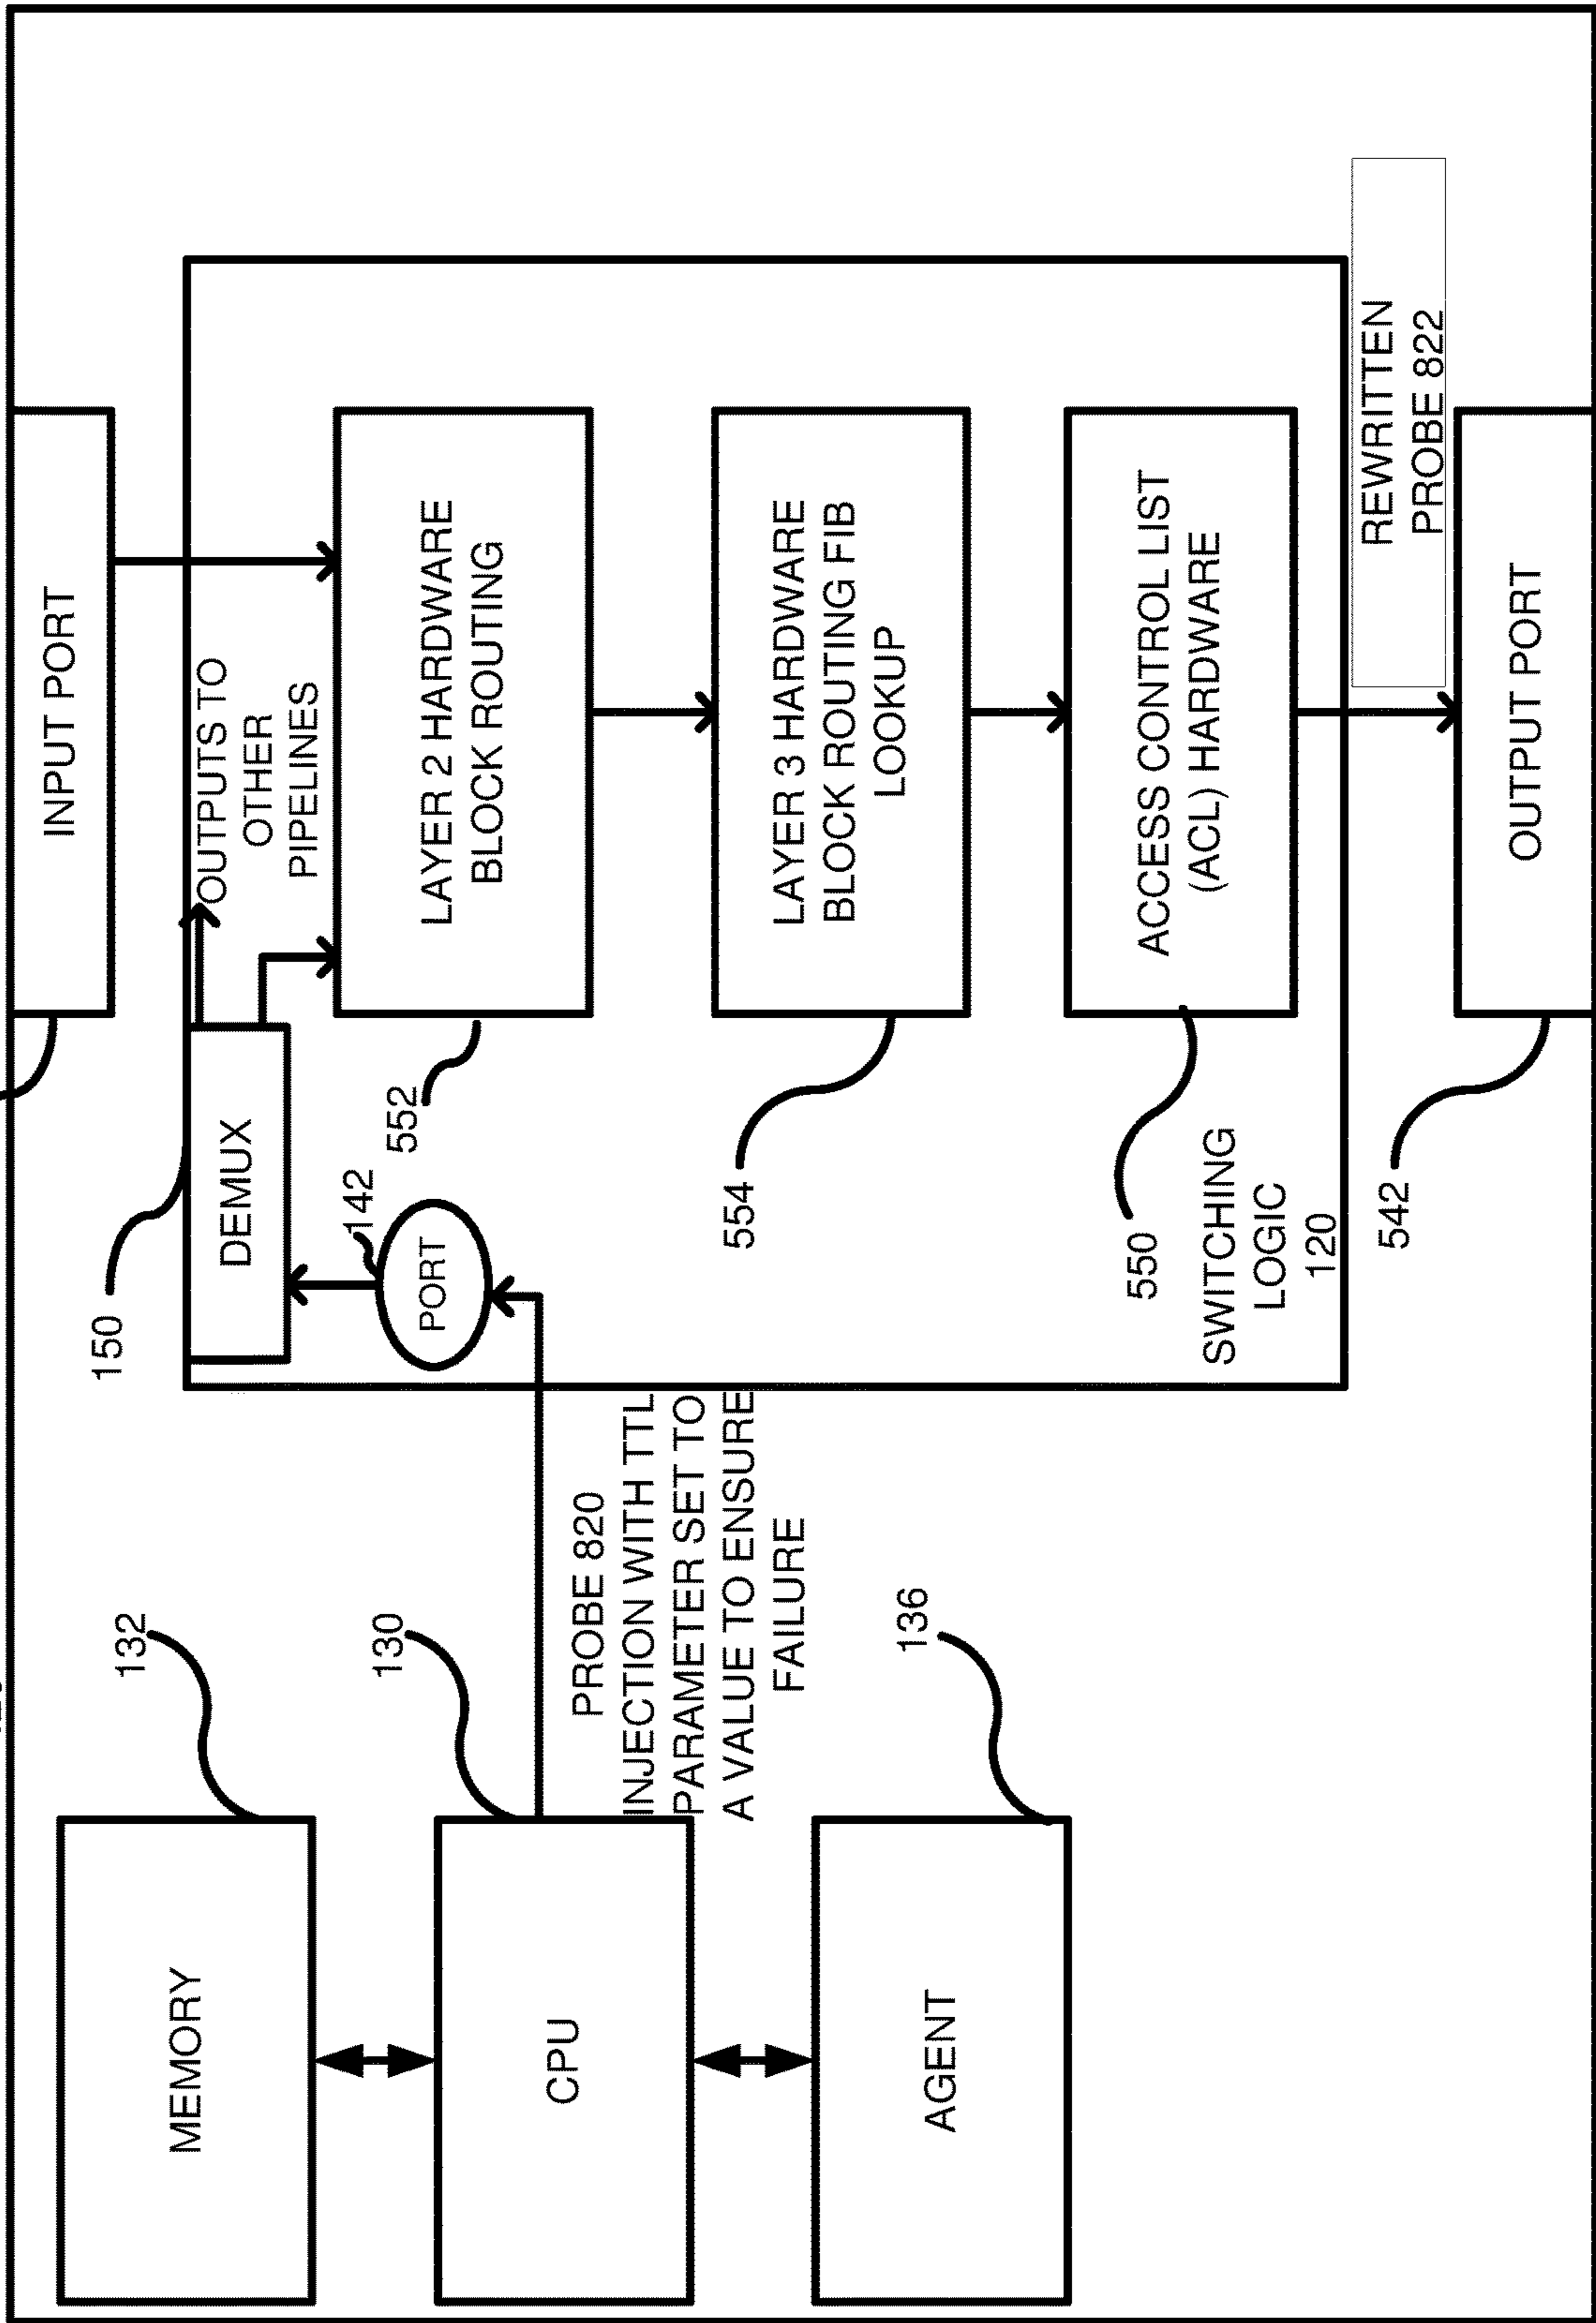 INPUT PORT
150
DEMUX
OUTPUTS TO
OTHER
PIPELINES
142
PORT
552
LAYER 2 HARDWARE
BLOCK ROUTING
554
LAYER 3 HARDWARE
BLOCK ROUTING FIB
LOOKUP
550
ACCESS CONTROL LIST
(ACL) HARDWARE
SWITCHING
LOGIC
120
REWRITTEN
PROBE 822
542
OUTPUT PORT
132
MEMORY
130
CPU
PROBE 820
INJECTION WITH TTL
PARAMETER SET TO
A VALUE TO ENSURE
FAILURE
136
AGENT